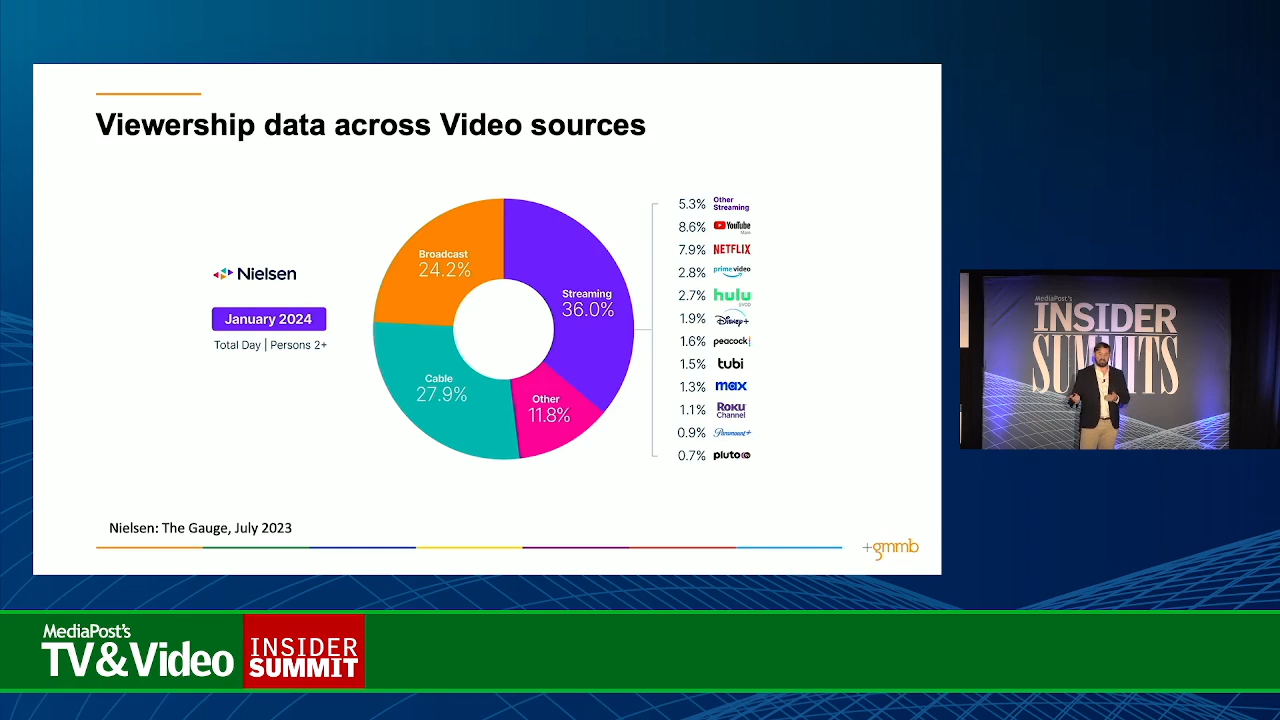 Viewership data across Video sources
Nielsen
January 2024
Total Day | Persons 2+
Broadcast
24.2%
Streaming
36.0%
Cable
27.9%
Other
11.8%
5.3% Other Streaming
8.6% YouTube Main
7.9% NETFLIX
2.8% prime video
2.7% hulu SVOD
1.9% Disney+
1.6% peacock
1.5% tubi
1.3% max
1.1% Roku Channel
0.9% Paramount+
0.7% pluto tv
Nielsen: The Gauge, July 2023
+gmmb
MediaPost's
INSIDER
SUMMITS
MediaPost's
TV&Video
INSIDER
SUMMIT